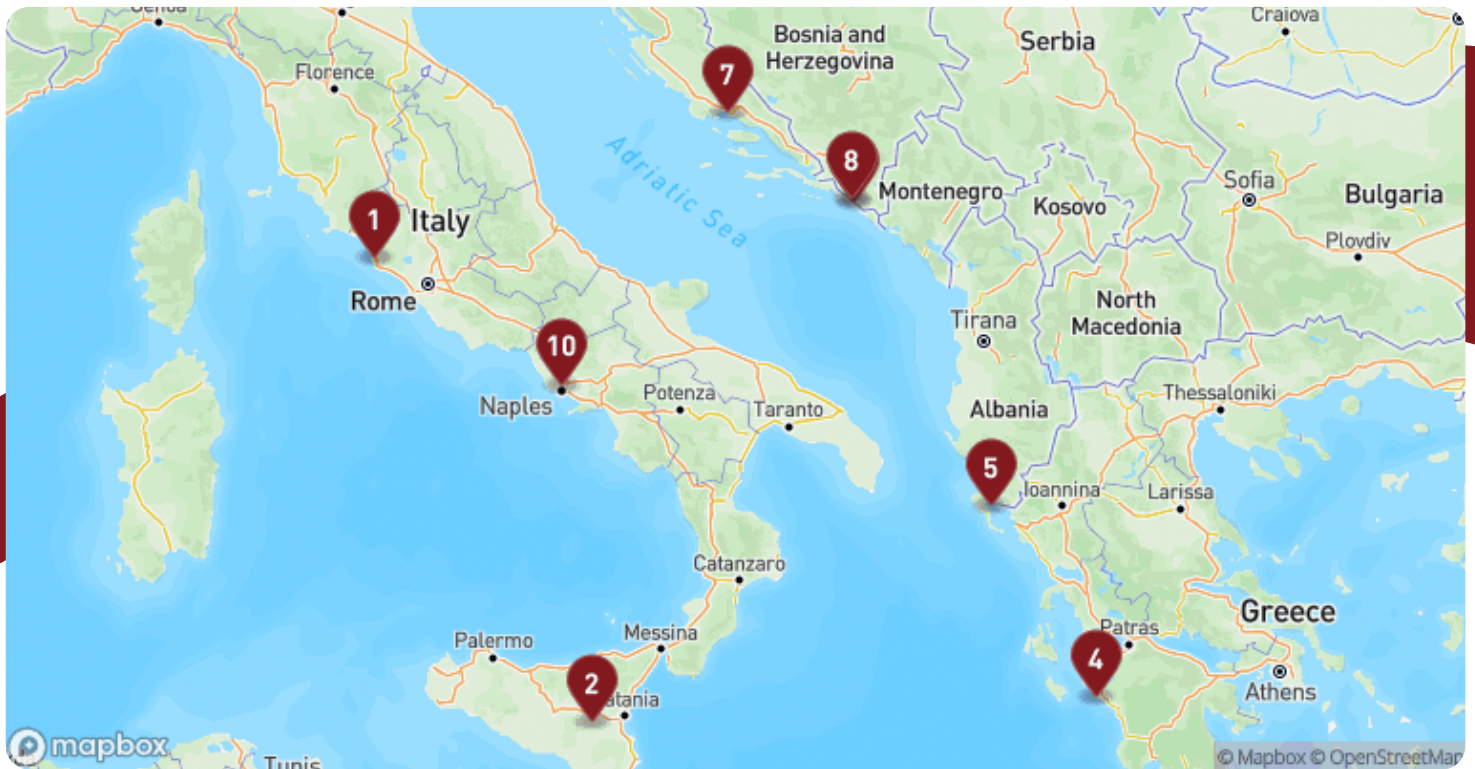 Genoa
Craiova
Bosnia and
Herzegovina
Serbia
Florence
7
Adriatic Sea
8
Montenegro
Kosovo
Sofia
Bulgaria
Plovdiv
1
Italy
Rome
North
Macedonia
Tirana
10
Naples
Potenza
Taranto
Albania
Thessaloniki
5
Ioannina
Larissa
Catanzaro
Greece
Patras
Palermo
Messina
4
Athens
2
atania
mapbox
Tunis
© Mapbox © OpenStreetMap